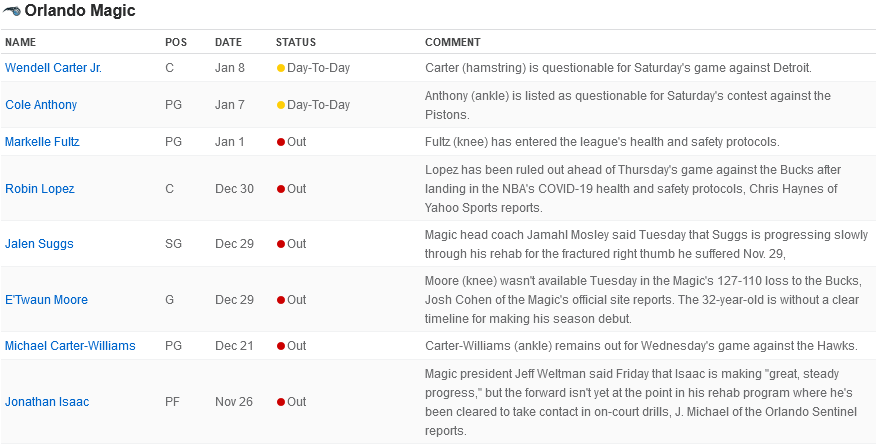 Orlando Magic
NAME POS DATE STATUS COMMENT
Wendell Carter Jr. C Jan 8 Day-To-Day Carter (hamstring) is questionable for Saturday's game against Detroit.
Cole Anthony PG Jan 7 Day-To-Day Anthony (ankle) is listed as questionable for Saturday's contest against the
Pistons.
Markelle Fultz PG Jan 1 Out Fultz (knee) has entered the league's health and safety protocols.
Robin Lopez C Dec 30 Out Lopez has been ruled out ahead of Thursday's game against the Bucks after
landing in the NBA's COVID-19 health and safety protocols, Chris Haynes of
Yahoo Sports reports.
Jalen Suggs SG Dec 29 Out Magic head coach Jamahl Mosley said Tuesday that Suggs is progressing slowly
through his rehab for the fractured right thumb he suffered Nov. 29,
E'Twaun Moore G Dec 29 Out Moore (knee) wasn't available Tuesday in the Magic's 127-110 loss to the Bucks,
Josh Cohen of the Magic's official site reports. The 32-year-old is without a clear
timeline for making his season debut.
Michael Carter-Williams PG Dec 21 Out Carter-Williams (ankle) remains out for Wednesday's game against the Hawks.
Jonathan Isaac PF Nov 26 Out Magic president Jeff Weltman said Friday that Isaac is making "great, steady
progress," but the forward isn't yet at the point in his rehab program where he's
been cleared to take contact in on-court drills, J. Michael of the Orlando Sentinel
reports.